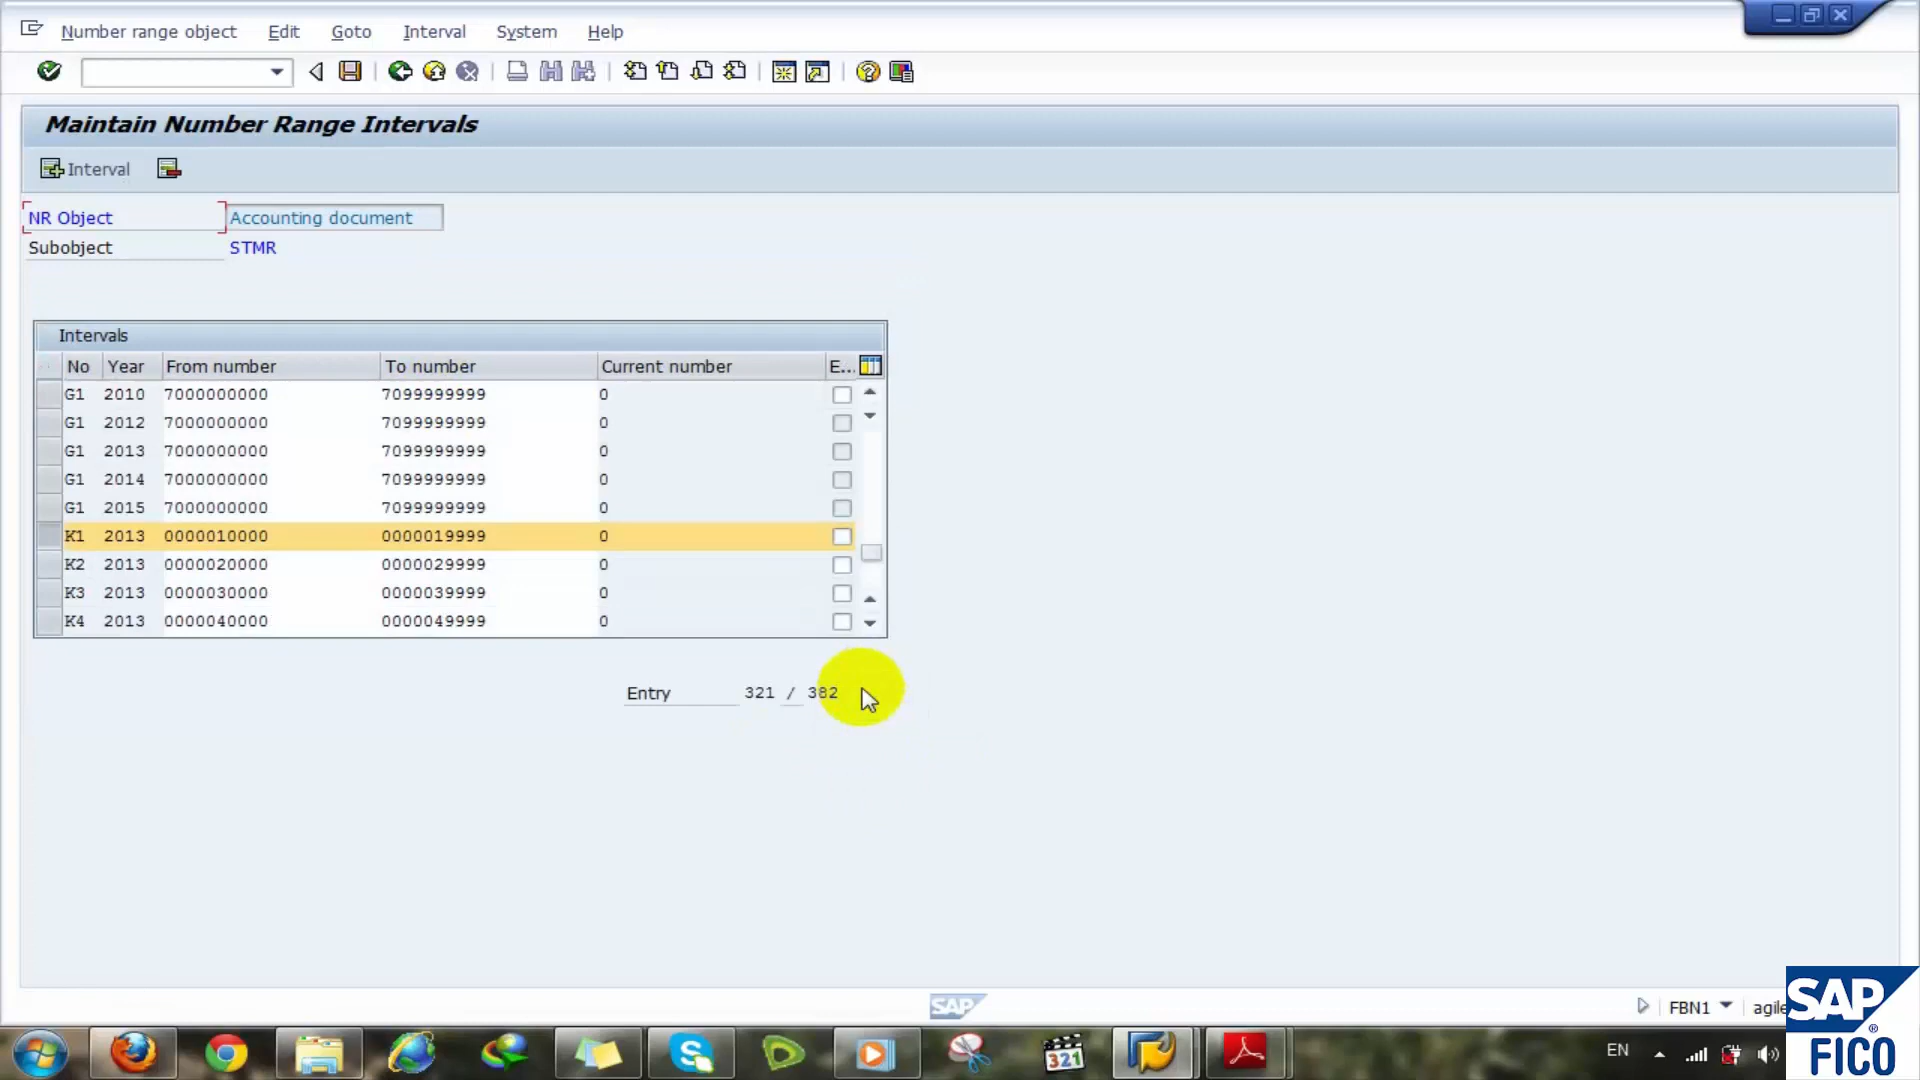 Number range object Edit Goto Interval System Help
Maintain Number Range Intervals
Interval
NR Object Accounting document
Subobject STMR
Intervals
No Year From number To number Current number E...
G1 2010 7000000000 7099999999 0
G1 2012 7000000000 7099999999 0
G1 2013 7000000000 7099999999 0
G1 2014 7000000000 7099999999 0
G1 2015 7000000000 7099999999 0
K1 2013 0000010000 0000019999 0
K2 2013 0000020000 0000029999 0
K3 2013 0000030000 0000039999 0
K4 2013 0000040000 0000049999 0
Entry 321 / 382
SAP
FBN1 agile
321
EN
SAP ®
FICO